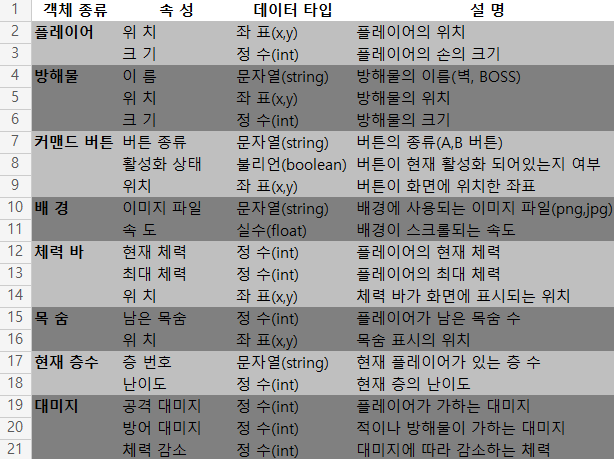 1 객체 종류 속 성 데이터 타입 설 명
2 플레이어 위 치 좌 표(x,y) 플레이어의 위치
3 크 기 정 수(int) 플레이어의 손의 크기
4 방해물 이 름 문자열(string) 방해물의 이름(벽, BOSS)
5 위 치 좌 표(x,y) 방해물의 위치
6 크 기 정 수(int) 방해물의 크기
7 커맨드 버튼 버튼 종류 문자열(string) 버튼의 종류(A,B 버튼)
8 활성화 상태 불리언(boolean) 버튼이 현재 활성화 되어있는지 여부
9 위치 좌 표(x,y) 버튼이 화면에 위치한 좌표
10 배 경 이미지 파일 문자열(string) 배경에 사용되는 이미지 파일(png,jpg)
11 속 도 실수(float) 배경이 스크롤되는 속도
12 체력 바 현재 체력 정 수(int) 플레이어의 현재 체력
13 최대 체력 정 수(int) 플레이어의 최대 체력
14 위 치 좌 표(x,y) 체력 바가 화면에 표시되는 위치
15 목 숨 남은 목숨 정 수(int) 플레이어가 남은 목숨 수
16 위 치 좌 표(x,y) 목숨 표시의 위치
17 현재 층수 층 번호 문자열(string) 현재 플레이어가 있는 층 수
18 난이도 정 수(int) 현재 층의 난이도
19 대미지 공격 대미지 정 수(int) 플레이어가 가하는 대미지
20 방어 대미지 정 수(int) 적이나 방해물이 가하는 대미지
21 체력 감소 정 수(int) 대미지에 따라 감소하는 체력